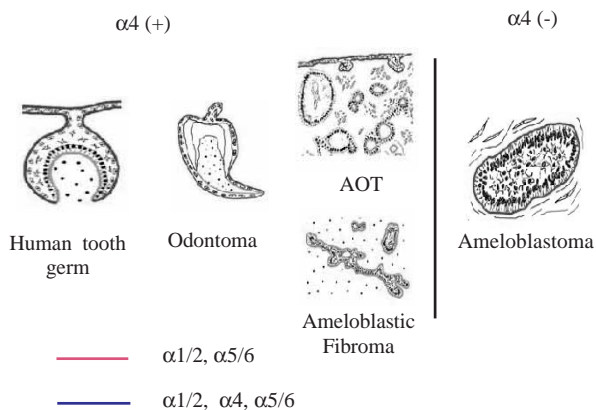 α4 (+)
α4 (-)
Human tooth
germ
Odontoma
AOT
Ameloblastic
Fibroma
Ameloblastoma
α1/2, α5/6
α1/2, α4, α5/6